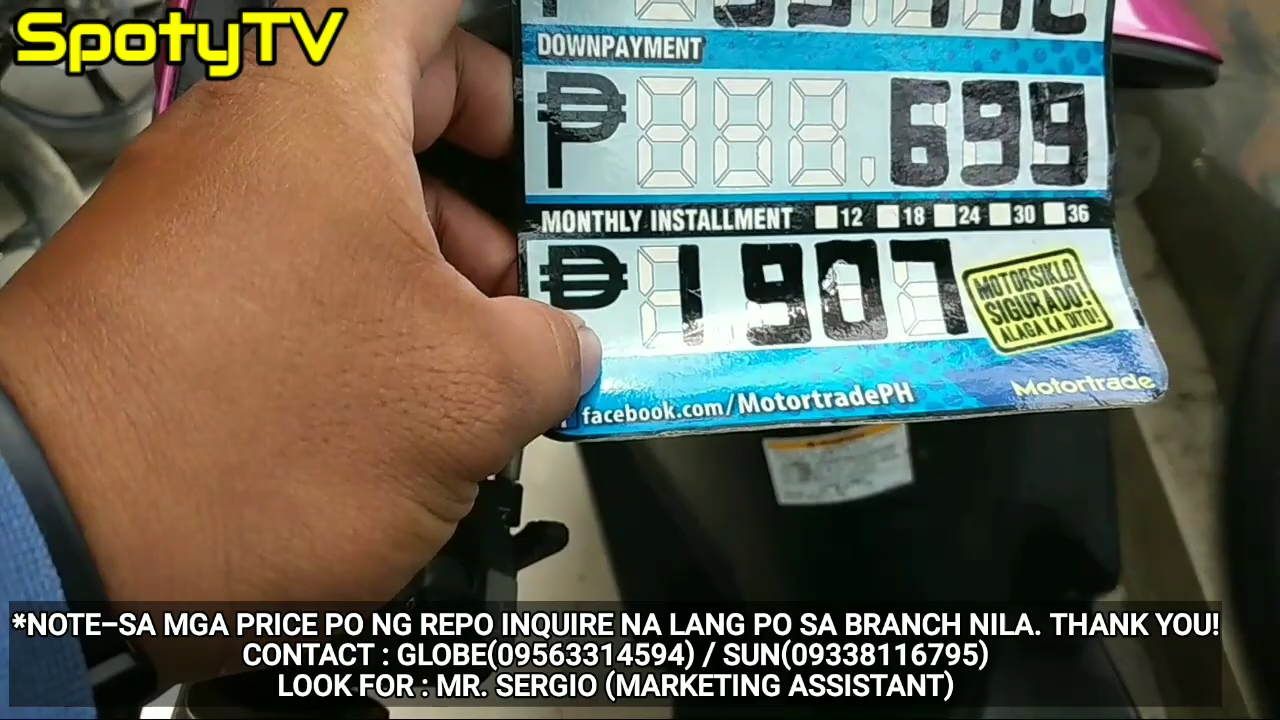 SpotyTV
DOWNPAYMENT
₱ 699
MONTHLY INSTALLMENT 12 18 24 30 36
₱ 1907
MOTORSIKLO
SIGURADO!
ALAGA KA DITO!
facebook.com/MotortradePH
Motortrade
*NOTE–SA MGA PRICE PO NG REPO INQUIRE NA LANG PO SA BRANCH NILA. THANK YOU!
CONTACT : GLOBE(09563314594) / SUN(09338116795)
LOOK FOR : MR. SERGIO (MARKETING ASSISTANT)